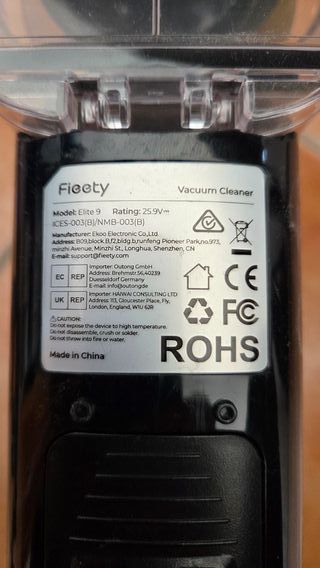 Fieety
Vacuum Cleaner
Model: Elite 9 Rating: 25.9V⎓
ICES-003(B)/NMB-003(B)
Manufacturer: Ekoo Electronic Co.,Ltd.
Address: B09,block.B,f2,bldg.b,runfeng Pioneer Park,no.973,
minzhi Avenue, Minzhi St., Longhua, Shenzhen, CN
E-mail: support@fieety.com
EC REP
Importer: Outong GmbH
Address: Brehmstr.56,40239
Duesseldorf Germany
E-mail: info@outong.de
UK REP
Importer: HAIWAI CONSULTING LTD
Address: 113, Gloucester Place, Fly,
London, England, W1U 6JR
CE
FC
ROHS
⚠CAUTION:
Do not expose the device to high temperature.
Do not disassemble, crush or solder.
Do not throw into fire or water.
Made in China